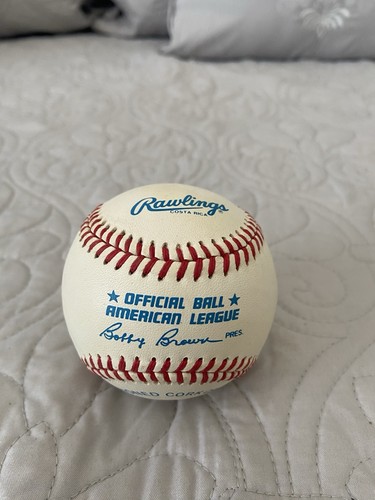 Rawlings
COSTA RICA
★ OFFICIAL BALL ★
AMERICAN LEAGUE
Bobby Brown PRES.